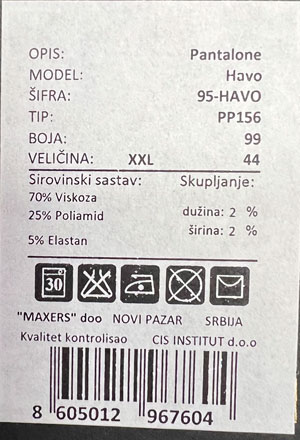 OPIS: Pantalone
MODEL: Havo
ŠIFRA: 95-HAVO
TIP: PP156
BOJA: 99
VELIČINA: XXL 44
Sirovinski sastav: Skupljanje:
70% Viskoza
25% Poliamid dužina: 2 %
5% Elastan širina: 2 %
30
"MAXERS" doo NOVI PAZAR SRBIJA
Kvalitet kontrolisao CIS INSTITUT d.o.o
8 605012 967604